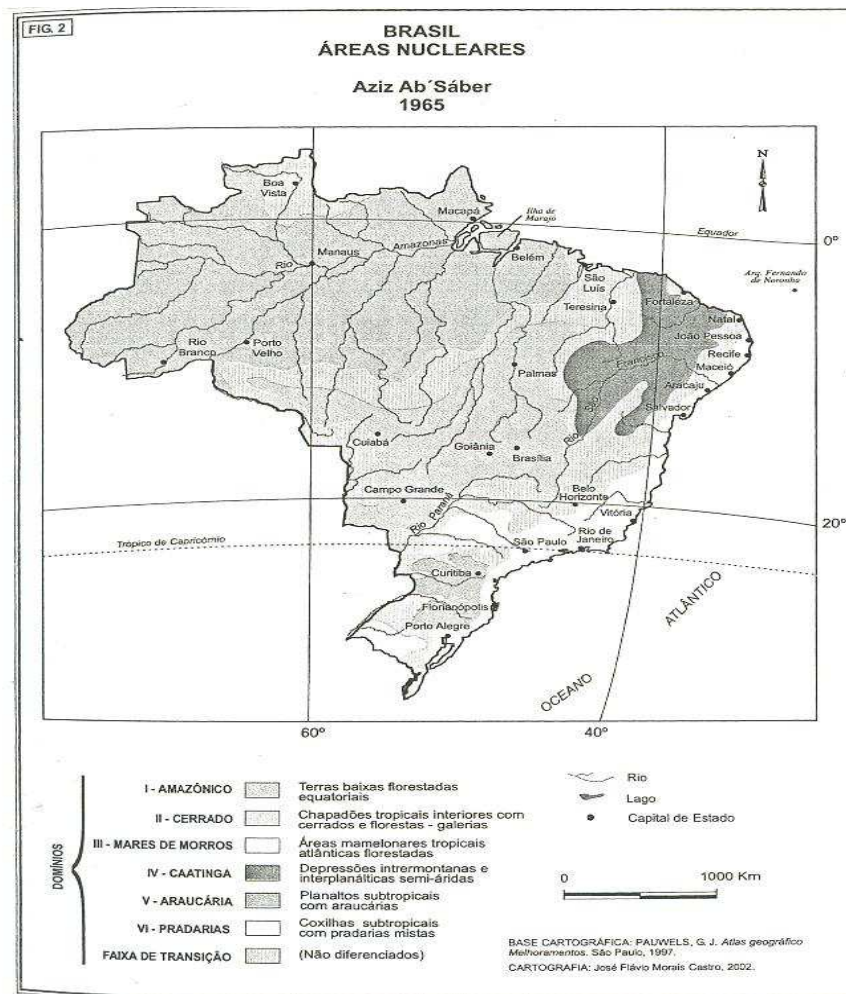 FIG. 2
BRASIL
ÁREAS NUCLEARES
Aziz Ab´Sáber
1965
N
Boa
Vista
Macapá
Ilha de
Marajó
Equador
0º
Manaus
Amazonas
Rio
Belém
São
Luís
Arq. Fernando
de Noronha
Fortaleza
Teresina
Natal
João Pessoa
Rio
Branco
Porto
Velho
Francisco
Recife
Maceió
Palmas
Aracaju
São
Salvador
Rio
Cuiabá
Goiânia
Brasília
Campo Grande
Belo
Horizonte
Rio Paraná
Vitória
20º
Trópico de Capricórnio
São Paulo
Rio de
Janeiro
Curitiba
Florianópolis
Porto Alegre
OCEANO
ATLÂNTICO
60º
40º
DOMÍNIOS
I - AMAZÔNICO
Terras baixas florestadas
equatoriais
II - CERRADO
Chapadões tropicais interiores com
cerrados e florestas - galerias
III - MARES DE MORROS
Áreas mamelonares tropicais
atlânticas florestadas
IV - CAATINGA
Depressões intermontanas e
interplanálticas semi-áridas
V - ARAUCÁRIA
Planaltos subtropicais
com araucárias
VI - PRADARIAS
Coxilhas subtropicais
com pradarias mistas
FAIXA DE TRANSIÇÃO
(Não diferenciados)
Rio
Lago
Capital de Estado
0
1000 Km
BASE CARTOGRÁFICA: PAUWELS, G. J. Atlas geográfico
Melhoramentos. São Paulo, 1997.
CARTOGRAFIA: José Flávio Morais Castro, 2002.